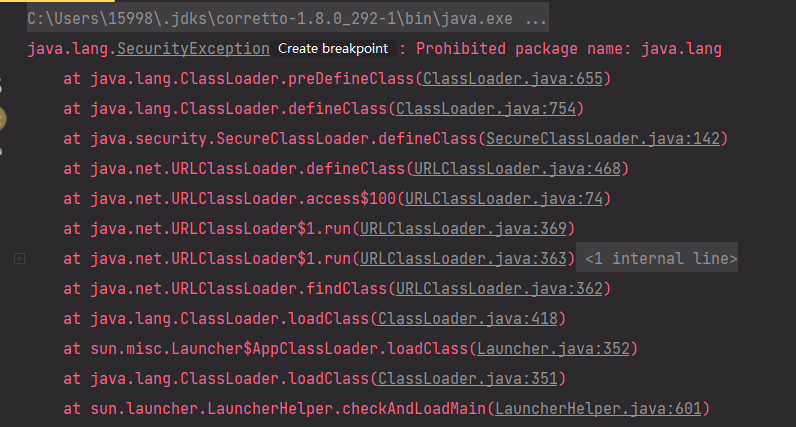 C:\Users\15998\.jdks\corretto-1.8.0_292-1\bin\java.exe ...
java.lang.SecurityException Create breakpoint : Prohibited package name: java.lang
at java.lang.ClassLoader.preDefineClass(ClassLoader.java:655)
at java.lang.ClassLoader.defineClass(ClassLoader.java:754)
at java.security.SecureClassLoader.defineClass(SecureClassLoader.java:142)
at java.net.URLClassLoader.defineClass(URLClassLoader.java:468)
at java.net.URLClassLoader.access$100(URLClassLoader.java:74)
at java.net.URLClassLoader$1.run(URLClassLoader.java:369)
at java.net.URLClassLoader$1.run(URLClassLoader.java:363) <1 internal line>
at java.net.URLClassLoader.findClass(URLClassLoader.java:362)
at java.lang.ClassLoader.loadClass(ClassLoader.java:418)
at sun.misc.Launcher$AppClassLoader.loadClass(Launcher.java:352)
at java.lang.ClassLoader.loadClass(ClassLoader.java:351)
at sun.launcher.LauncherHelper.checkAndLoadMain(LauncherHelper.java:601)